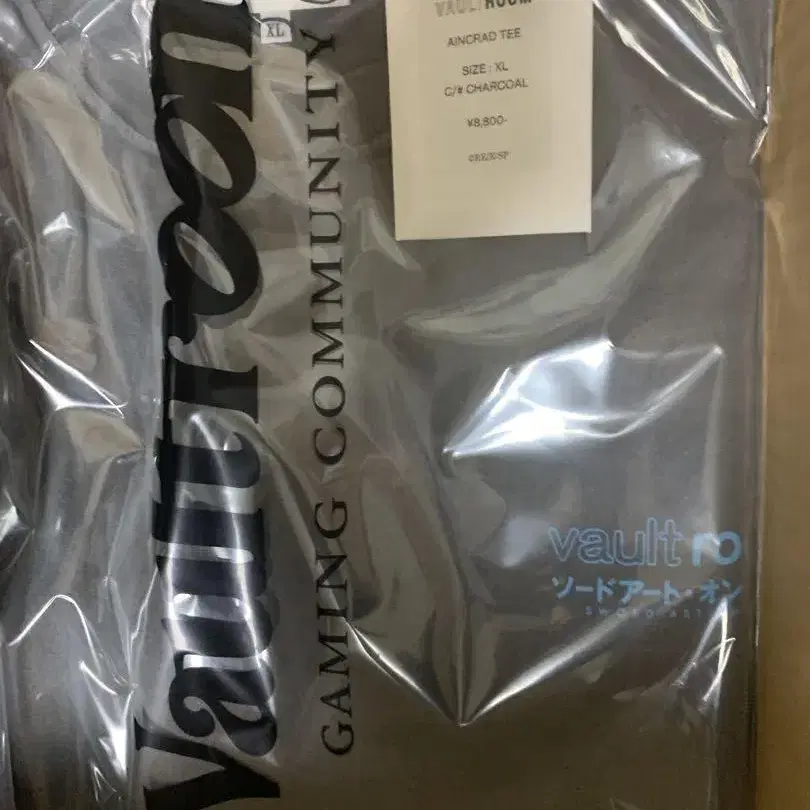 VAULTROOM
AINCRAD TEE
SIZE : XL
C/# CHARCOAL
¥8,800-
XL
Vaultroom
GAMING COMMUNITY
vault ro
ソードアート・オン